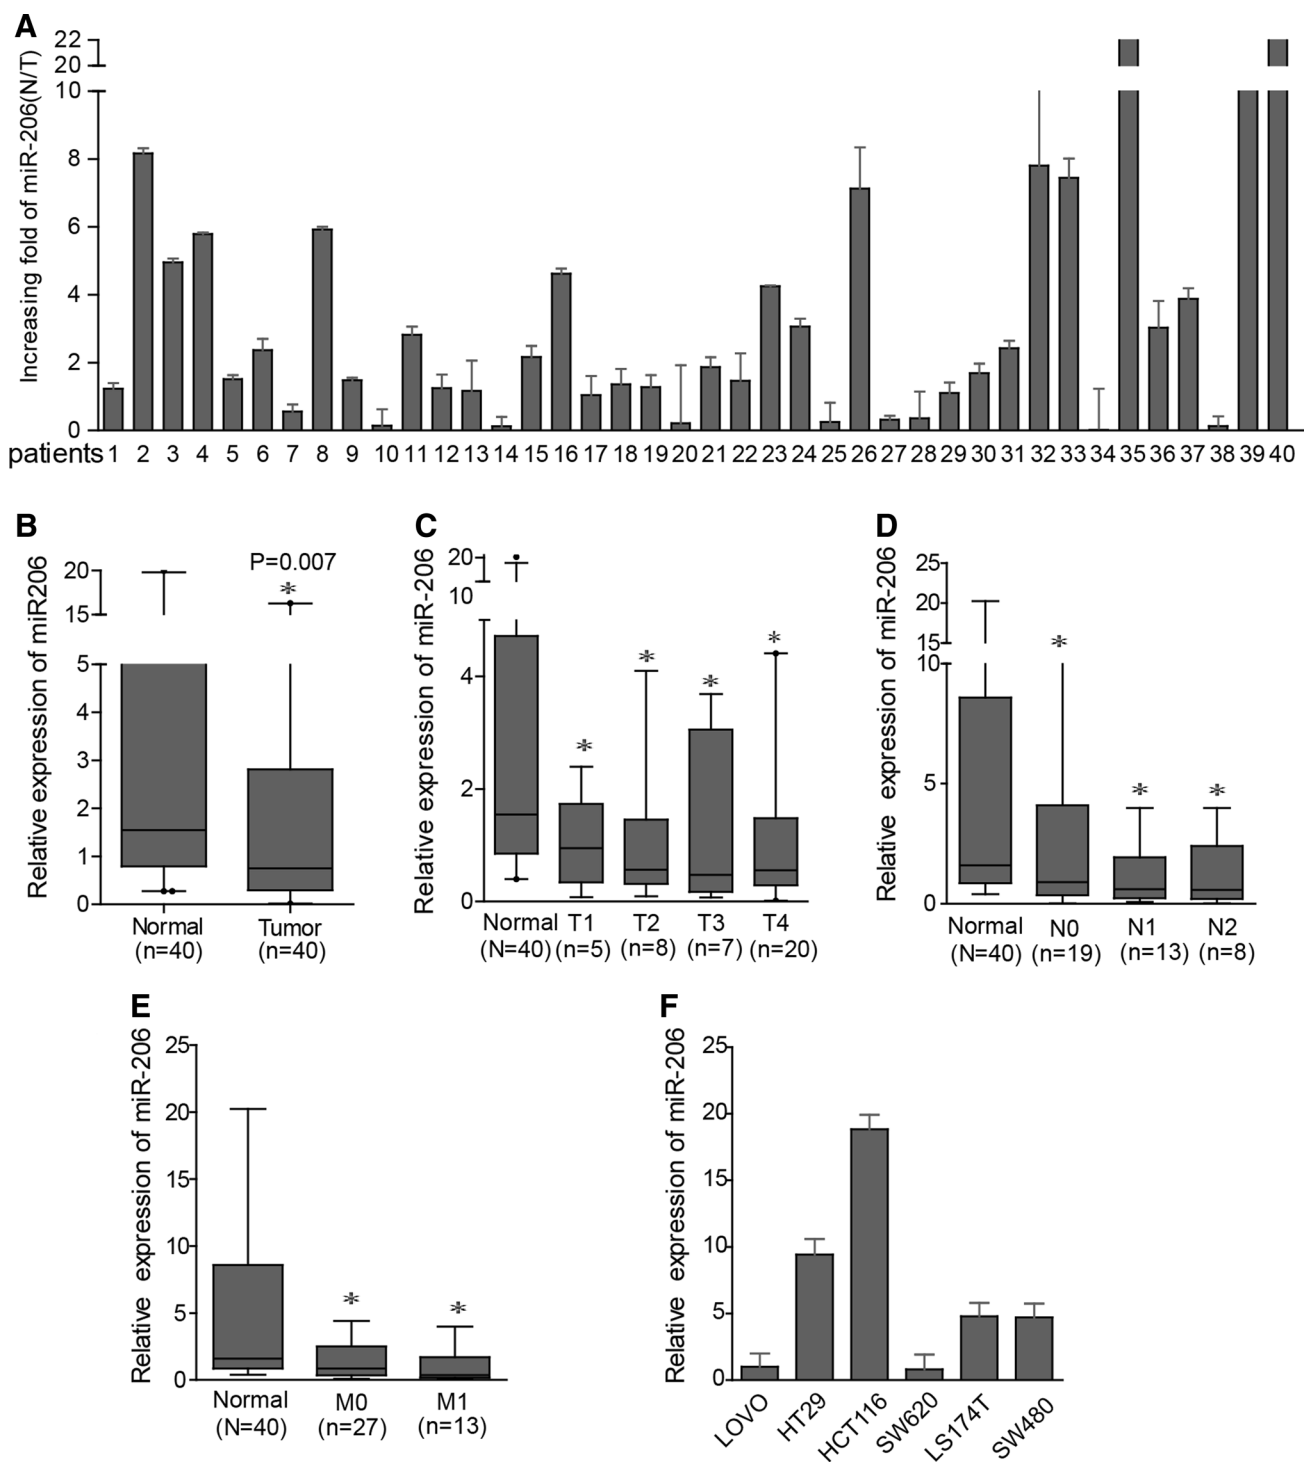 A
Increasing fold of miR-206(N/T)
22
20
10
8
6
4
2
0
patients 1 2 3 4 5 6 7 8 9 10 11 12 13 14 15 16 17 18 19 20 21 22 23 24 25 26 27 28 29 30 31 32 33 34 35 36 37 38 39 40
B
Relative expression of miR206
20
15
5
4
3
2
1
0
P=0.007
*
Normal Tumor
(n=40) (n=40)
C
Relative expression of miR-206
20
10
4
2
0
* * * *
Normal T1 T2 T3 T4
(N=40) (n=5) (n=8) (n=7) (n=20)
D
Relative expression of miR-206
25
20
15
10
5
0
* * *
Normal N0 N1 N2
(N=40) (n=19) (n=13) (n=8)
E
Relative expression of miR-206
25
20
15
10
5
0
* *
Normal M0 M1
(N=40) (n=27) (n=13)
F
Relative expression of miR-206
25
20
15
10
5
0
LOVO HT29 HCT116 SW620 LS174T SW480